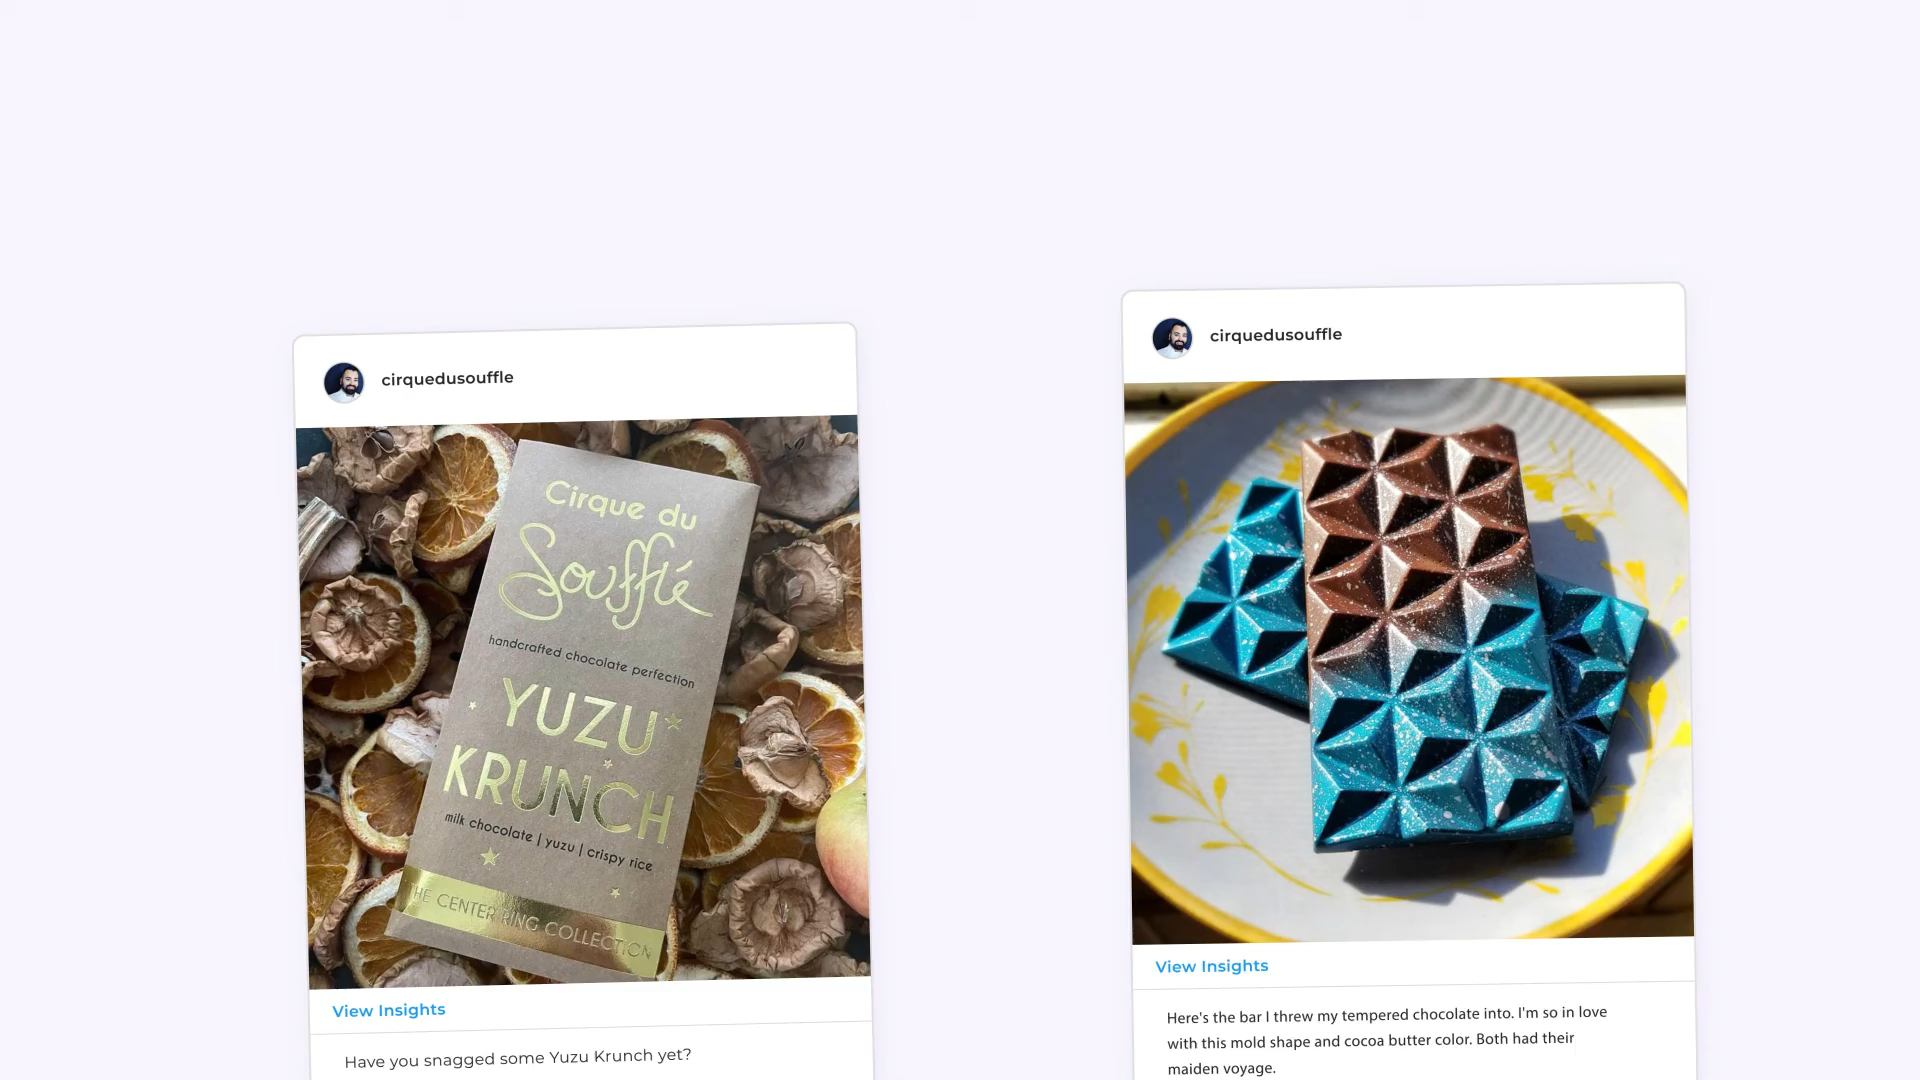 cirquedusouffle
Cirque du
Soufflé
handcrafted chocolate perfection
YUZU
KRUNCH
milk chocolate | yuzu | crispy rice
THE CENTER RING COLLECTION
View Insights
Have you snagged some Yuzu Krunch yet?
cirquedusouffle
View Insights
Here's the bar I threw my tempered chocolate into. I'm so in love
with this mold shape and cocoa butter color. Both had their
maiden voyage.